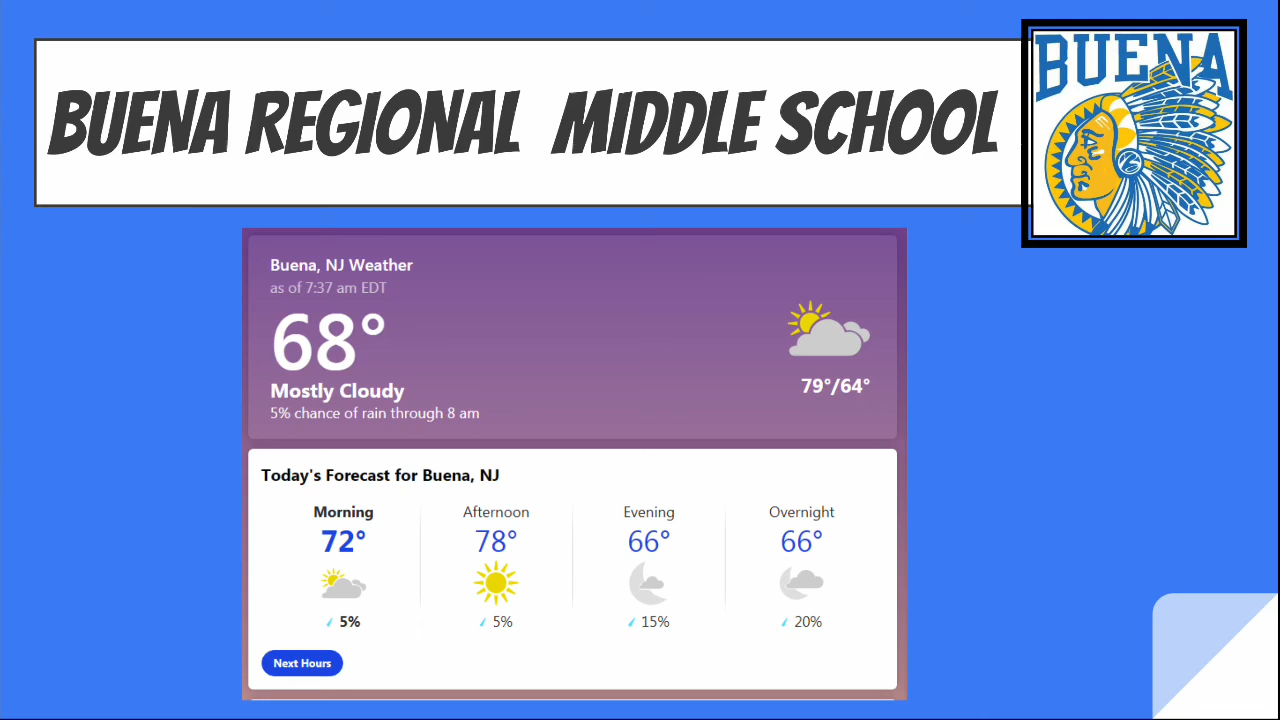 BUENA REGIONAL MIDDLE SCHOOL
BUENA
Buena, NJ Weather
as of 7:37 am EDT
68°
Mostly Cloudy
5% chance of rain through 8 am
79°/64°
Today's Forecast for Buena, NJ
Morning Afternoon Evening Overnight
72° 78° 66° 66°
5% 5% 15% 20%
Next Hours